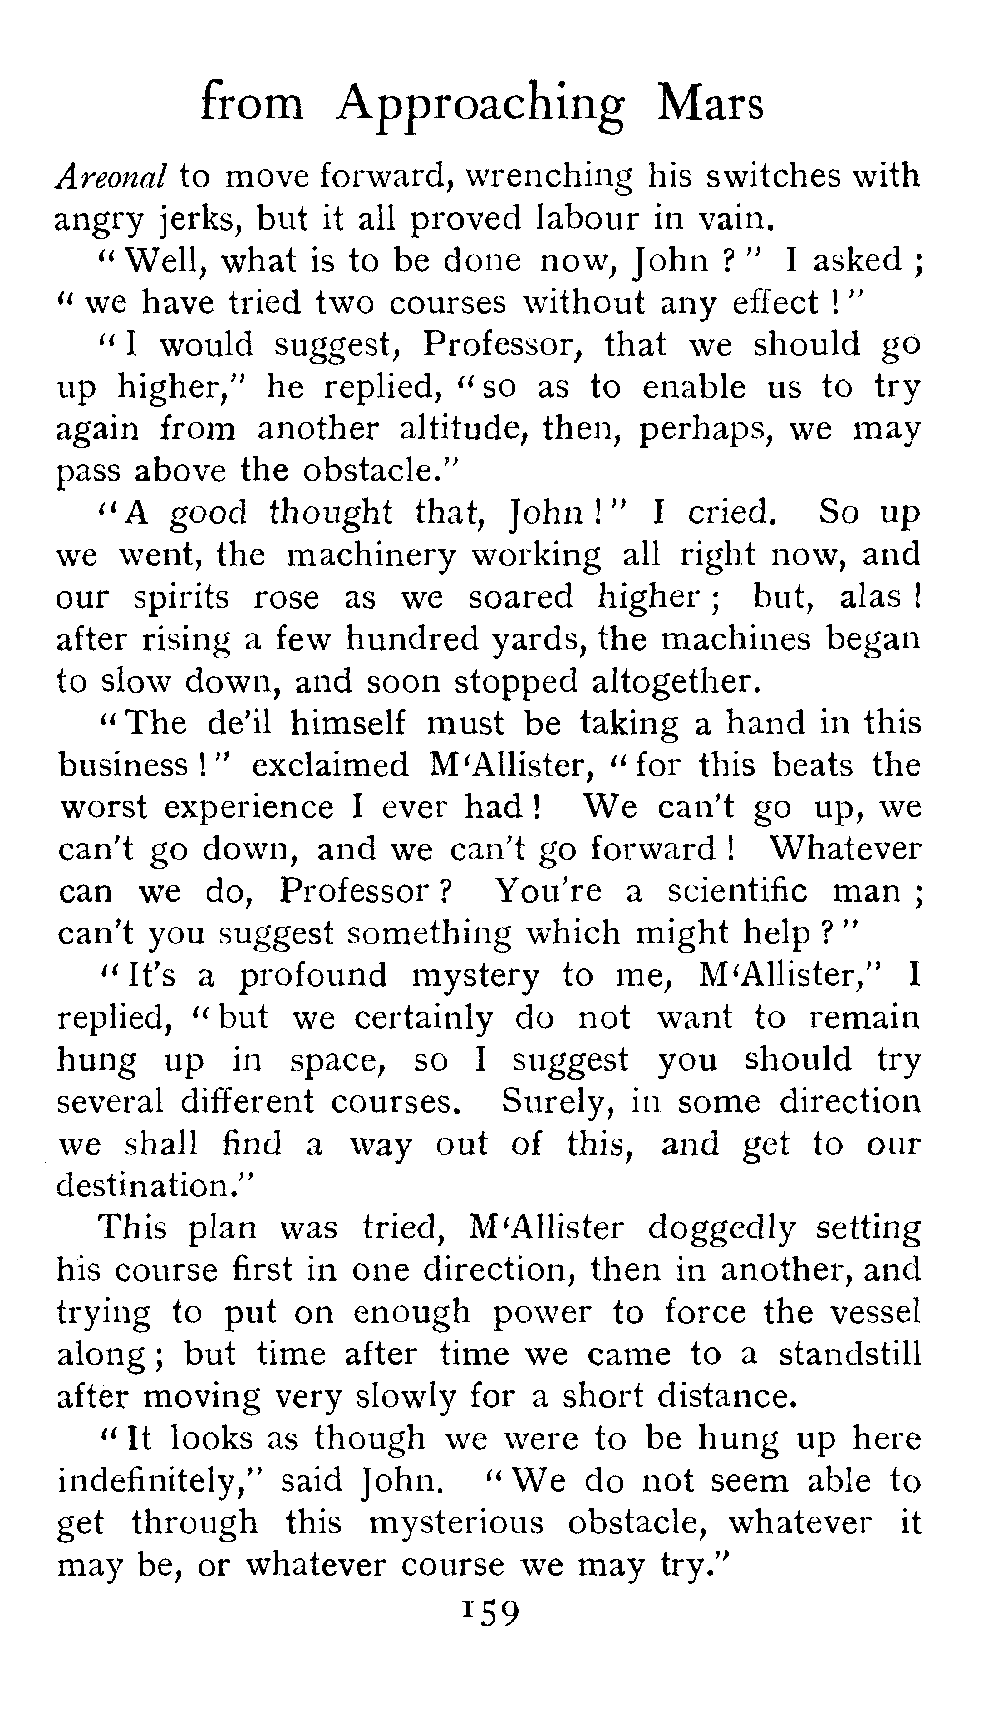 from Approaching Mars
Areonal to move forward, wrenching his switches with
angry jerks, but it all proved labour in vain.
“ Well, what is to be done now, John ? ” I asked ;
“ we have tried two courses without any effect ! ”
“ I would suggest, Professor, that we should go
up higher,” he replied, “ so as to enable us to try
again from another altitude, then, perhaps, we may
pass above the obstacle.”
“ A good thought that, John ! ” I cried. So up
we went, the machinery working all right now, and
our spirits rose as we soared higher ; but, alas !
after rising a few hundred yards, the machines began
to slow down, and soon stopped altogether.
“ The de’il himself must be taking a hand in this
business ! ” exclaimed M‘Allister, “ for this beats the
worst experience I ever had ! We can’t go up, we
can’t go down, and we can’t go forward ! Whatever
can we do, Professor ? You’re a scientific man ;
can’t you suggest something which might help ? ”
“ It’s a profound mystery to me, M‘Allister,” I
replied, “ but we certainly do not want to remain
hung up in space, so I suggest you should try
several different courses. Surely, in some direction
we shall find a way out of this, and get to our
destination.”
This plan was tried, M‘Allister doggedly setting
his course first in one direction, then in another, and
trying to put on enough power to force the vessel
along ; but time after time we came to a standstill
after moving very slowly for a short distance.
“ It looks as though we were to be hung up here
indefinitely,” said John. “ We do not seem able to
get through this mysterious obstacle, whatever it
may be, or whatever course we may try.”
159